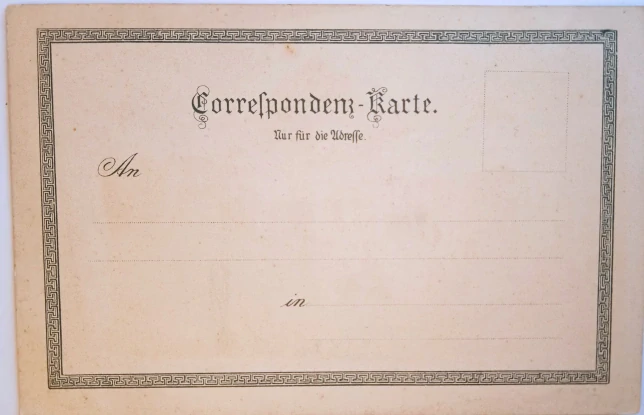 Correſpondenz-Karte.
Nur für die Adreſſe.
An
in